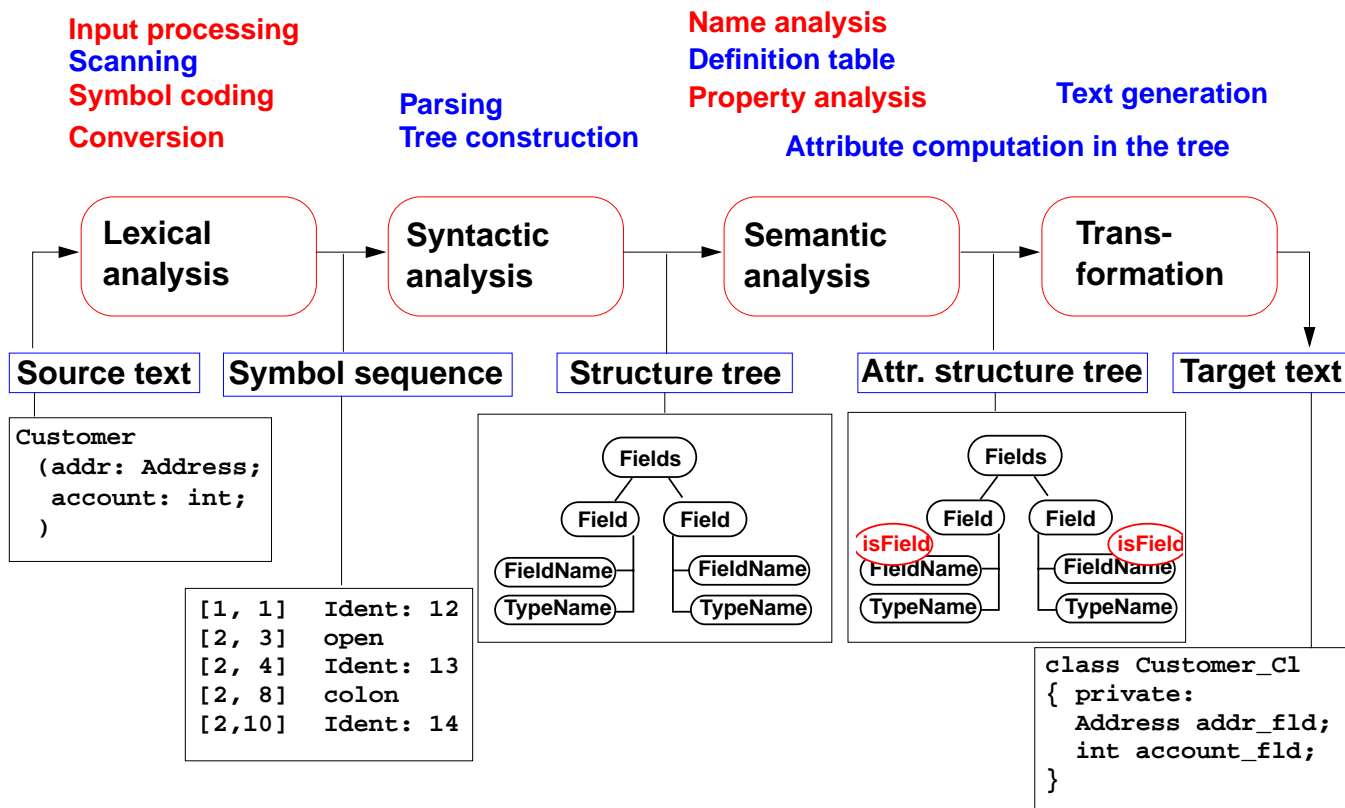 Input processing
Scanning
Symbol coding
Conversion
Parsing
Tree construction
Name analysis
Definition table
Property analysis
Text generation
Attribute computation in the tree
Lexical
analysis
Syntactic
analysis
Semantic
analysis
Trans-
formation
Source text
Symbol sequence
Structure tree
Attr. structure tree
Target text
Customer
(addr: Address;
account: int;
)
[1, 1] Ident: 12
[2, 3] open
[2, 4] Ident: 13
[2, 8] colon
[2,10] Ident: 14
Fields
Field Field
FieldName FieldName
TypeName TypeName
Fields
Field Field
isField isField
FieldName FieldName
TypeName TypeName
class Customer_Cl
{ private:
Address addr_fld;
int account_fld;
}